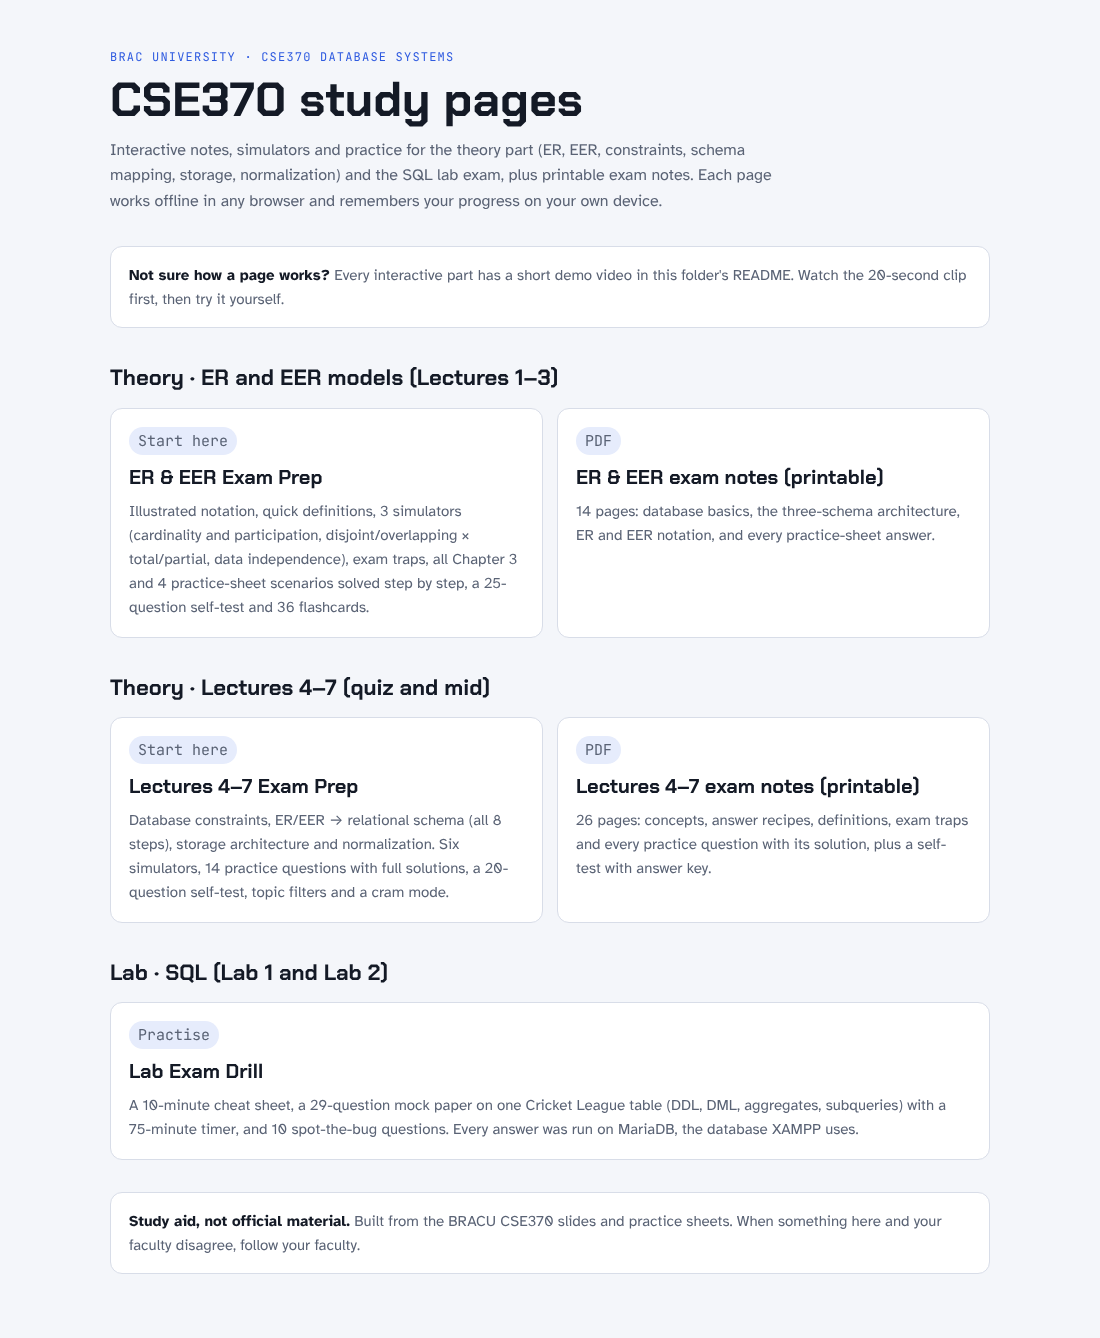 BRAC UNIVERSITY · CSE370 DATABASE SYSTEMS
CSE370 study pages
Interactive notes, simulators and practice for the theory part (ER, EER, constraints, schema
mapping, storage, normalization) and the SQL lab exam, plus printable exam notes. Each page
works offline in any browser and remembers your progress on your own device.
Not sure how a page works? Every interactive part has a short demo video in this folder's README. Watch the 20-second clip
first, then try it yourself.
Theory · ER and EER models (Lectures 1–3)
Start here
ER & EER Exam Prep
Illustrated notation, quick definitions, 3 simulators
(cardinality and participation, disjoint/overlapping ×
total/partial, data independence), exam traps, all Chapter 3
and 4 practice-sheet scenarios solved step by step, a 25-
question self-test and 36 flashcards.
PDF
ER & EER exam notes (printable)
14 pages: database basics, the three-schema architecture,
ER and EER notation, and every practice-sheet answer.
Theory · Lectures 4–7 (quiz and mid)
Start here
Lectures 4–7 Exam Prep
Database constraints, ER/EER → relational schema (all 8
steps), storage architecture and normalization. Six
simulators, 14 practice questions with full solutions, a 20-
question self-test, topic filters and a cram mode.
PDF
Lectures 4–7 exam notes (printable)
26 pages: concepts, answer recipes, definitions, exam traps
and every practice question with its solution, plus a self-
test with answer key.
Lab · SQL (Lab 1 and Lab 2)
Practise
Lab Exam Drill
A 10-minute cheat sheet, a 29-question mock paper on one Cricket League table (DDL, DML, aggregates, subqueries) with a
75-minute timer, and 10 spot-the-bug questions. Every answer was run on MariaDB, the database XAMPP uses.
Study aid, not official material. Built from the BRACU CSE370 slides and practice sheets. When something here and your
faculty disagree, follow your faculty.